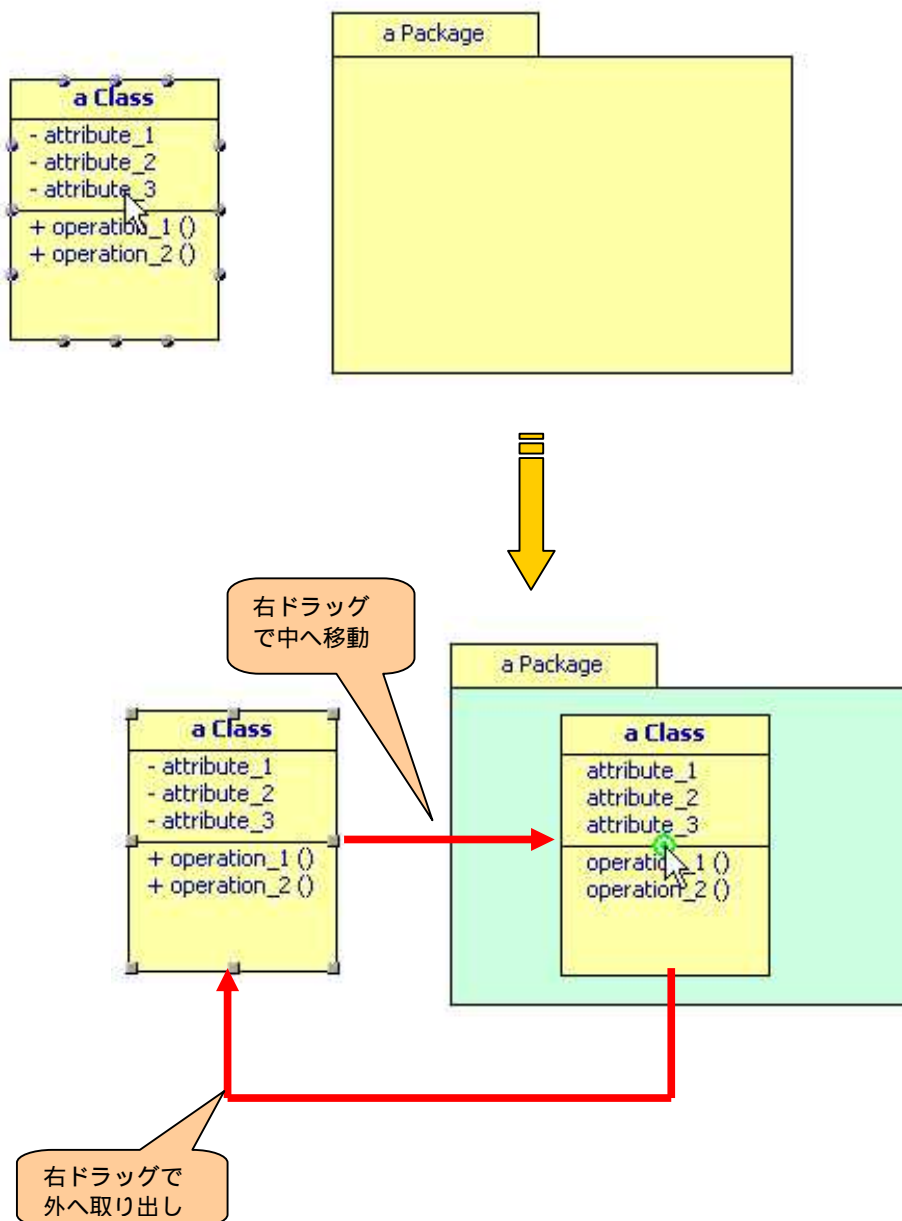 a Package
a Class
- attribute_1
- attribute_2
- attribute_3
+ operation_1 ()
+ operation_2 ()
右ドラッグ
で中へ移動
a Package
a Class
- attribute_1
- attribute_2
- attribute_3
+ operation_1 ()
+ operation_2 ()
a Class
attribute_1
attribute_2
attribute_3
operation_1 ()
operation_2 ()
右ドラッグで
外へ取り出し